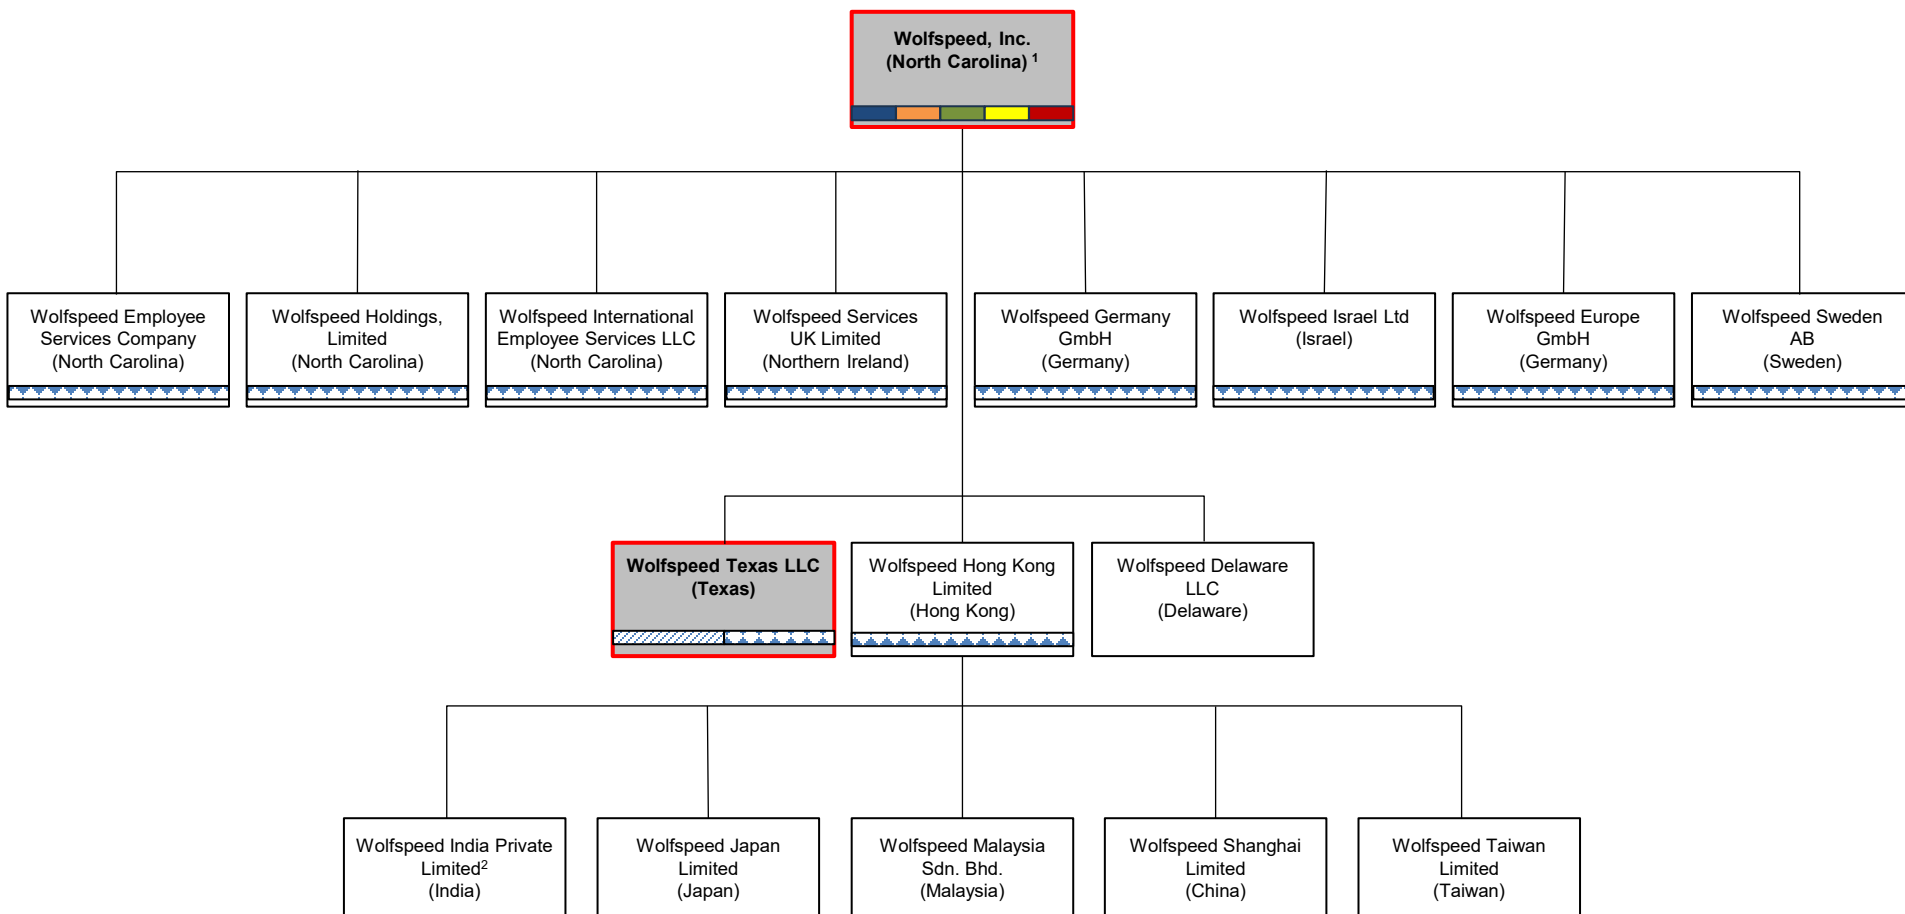 Wolfspeed, Inc.
(North Carolina) 1
Wolfspeed Employee
Services Company
(North Carolina)
Wolfspeed Holdings,
Limited
(North Carolina)
Wolfspeed International
Employee Services LLC
(North Carolina)
Wolfspeed Services
UK Limited
(Northern Ireland)
Wolfspeed Germany
GmbH
(Germany)
Wolfspeed Israel Ltd
(Israel)
Wolfspeed Europe
GmbH
(Germany)
Wolfspeed Sweden
AB
(Sweden)
Wolfspeed Texas LLC
(Texas)
Wolfspeed Hong Kong
Limited
(Hong Kong)
Wolfspeed Delaware
LLC
(Delaware)
Wolfspeed India Private
Limited2
(India)
Wolfspeed Japan
Limited
(Japan)
Wolfspeed Malaysia
Sdn. Bhd.
(Malaysia)
Wolfspeed Shanghai
Limited
(China)
Wolfspeed Taiwan
Limited
(Taiwan)